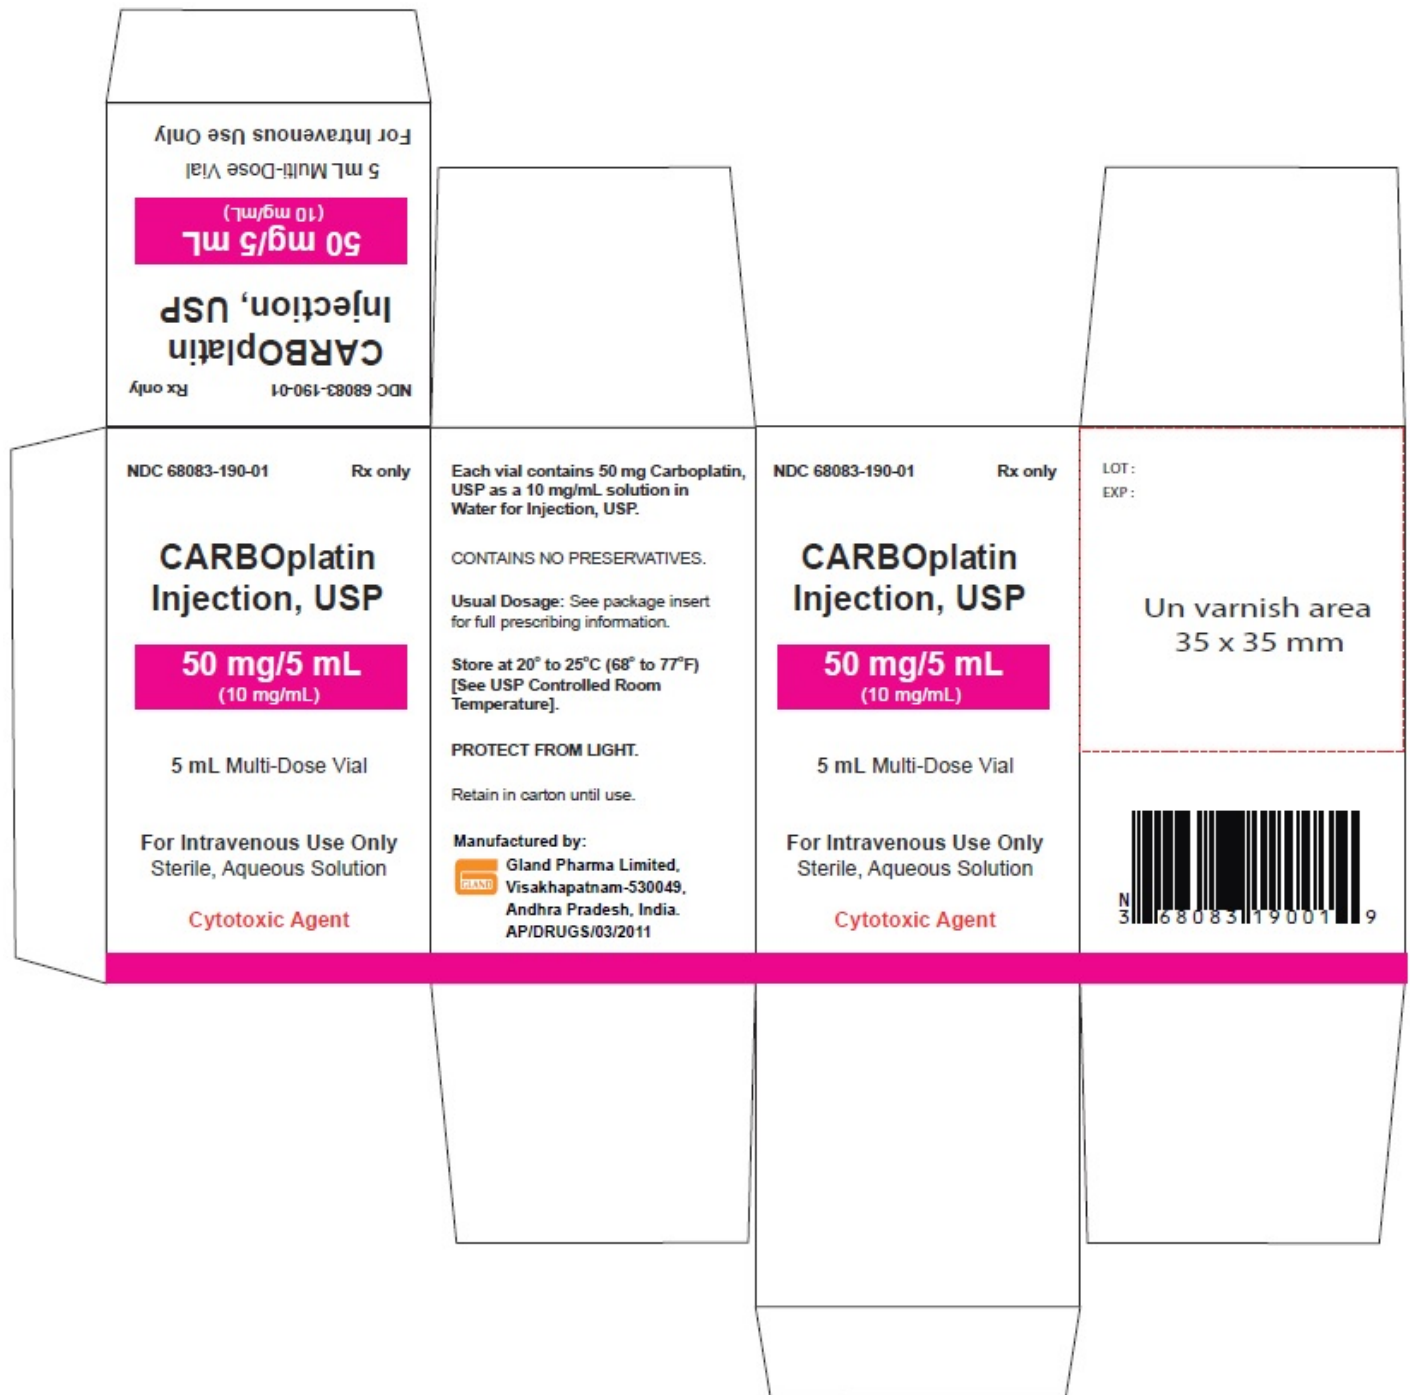 For Intravenous Use Only
5 mL Multi-Dose Vial
(10 mg/mL)
50 mg/5 mL
Injection, USP
CARBOplatin
NDC 68083-190-01 Rx only
NDC 68083-190-01 Rx only
CARBOplatin
Injection, USP
50 mg/5 mL
(10 mg/mL)
5 mL Multi-Dose Vial
For Intravenous Use Only
Sterile, Aqueous Solution
Cytotoxic Agent
Each vial contains 50 mg Carboplatin,
USP as a 10 mg/mL solution in
Water for Injection, USP.
CONTAINS NO PRESERVATIVES.
Usual Dosage: See package insert
for full prescribing information.
Store at 20° to 25°C (68° to 77°F)
[See USP Controlled Room
Temperature].
PROTECT FROM LIGHT.
Retain in carton until use.
Manufactured by:
GLAND
Gland Pharma Limited,
Visakhapatnam-530049,
Andhra Pradesh, India.
AP/DRUGS/03/2011
NDC 68083-190-01 Rx only
CARBOplatin
Injection, USP
50 mg/5 mL
(10 mg/mL)
5 mL Multi-Dose Vial
For Intravenous Use Only
Sterile, Aqueous Solution
Cytotoxic Agent
LOT :
EXP :
Un varnish area
35 x 35 mm
N
3 68083 19001 9